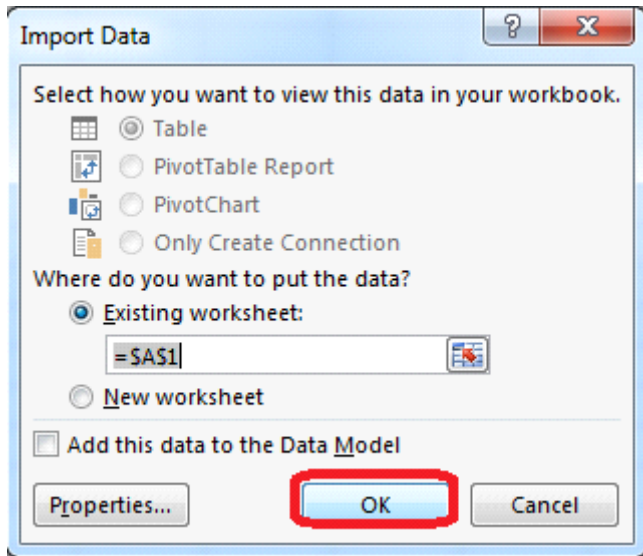 Import Data
?
Select how you want to view this data in your workbook.
Table
PivotTable Report
PivotChart
Only Create Connection
Where do you want to put the data?
Existing worksheet:
=$A$1
New worksheet
Add this data to the Data Model
Properties... OK Cancel